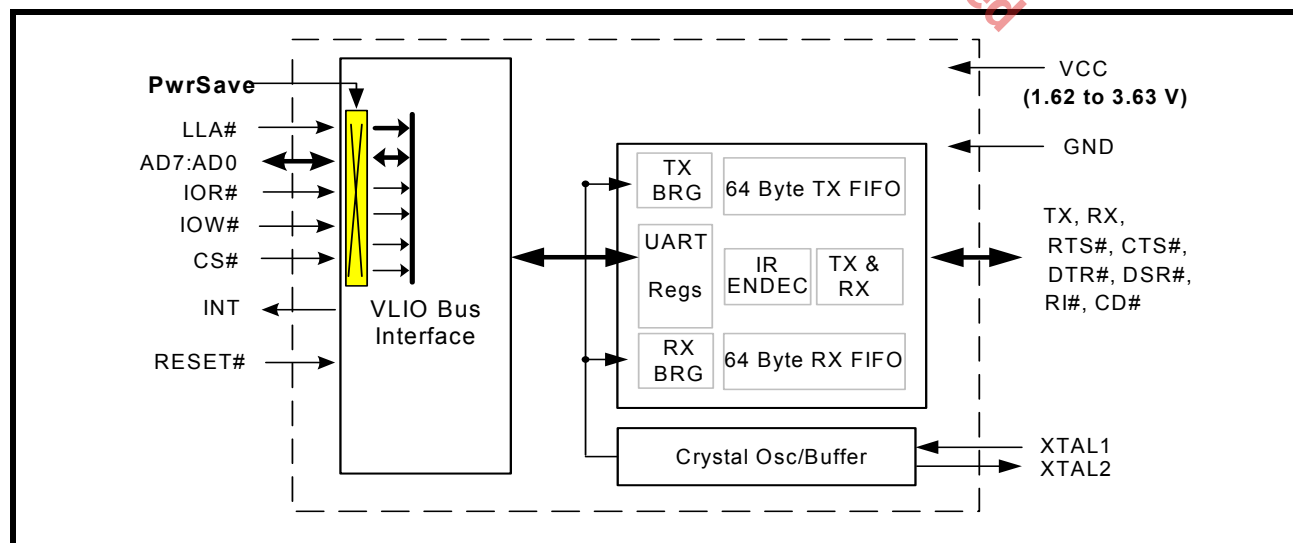 PwrSave
LLA#
AD7:AD0
IOR#
IOW#
CS#
INT
RESET#
VLIO Bus
Interface
TX
BRG
64 Byte TX FIFO
UART
Regs
IR
ENDEC
TX &
RX
RX
BRG
64 Byte RX FIFO
Crystal Osc/Buffer
VCC
(1.62 to 3.63 V)
GND
TX, RX,
RTS#, CTS#,
DTR#, DSR#,
RI#, CD#
XTAL1
XTAL2